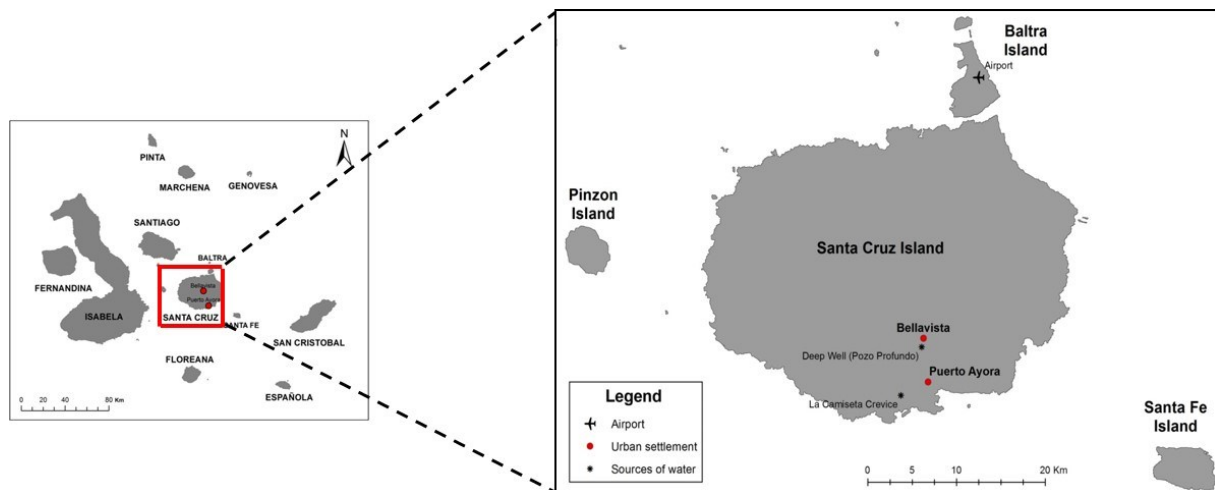 N
PINTA
MARCHENA
GENOVESA
SANTIAGO
BALTRA
FERNANDINA
Bellavista
Puerto Ayora
ISABELA
SANTA CRUZ
SANTA FE
SAN CRISTOBAL
FLOREANA
ESPAÑOLA
0 20 40 80 Km
Baltra
Island
Airport
Pinzon
Island
Santa Cruz Island
Bellavista
Deep Well (Pozo Profundo)
Puerto Ayora
La Camiseta Crevice
Santa Fe
Island
Legend
Airport
Urban settlement
Sources of water
0 5 10 20 Km